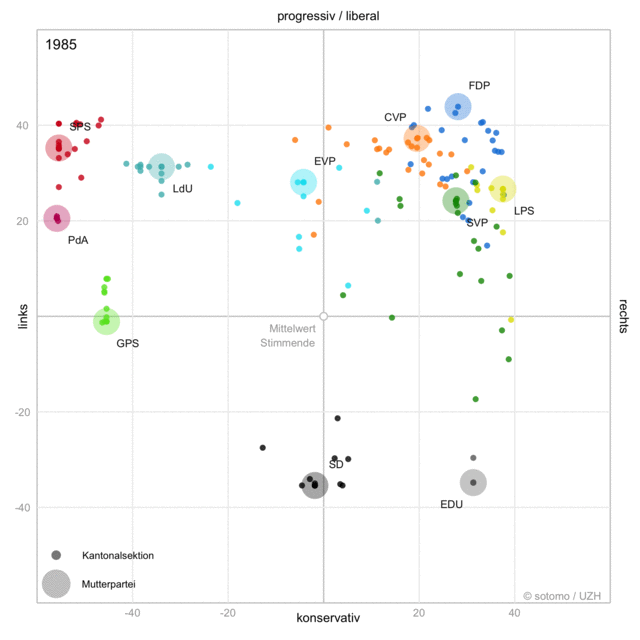 progressiv / liberal
1985
FDP
CVP
SPS
40
EVP
LdU
LPS
SVP
20
PdA
links
rechts
Mittelwert
Stimmende
GPS
-20
SD
EDU
-40
Kantonalsektion
Mutterpartei
© sotomo / UZH
-40
-20
20
40
konservativ